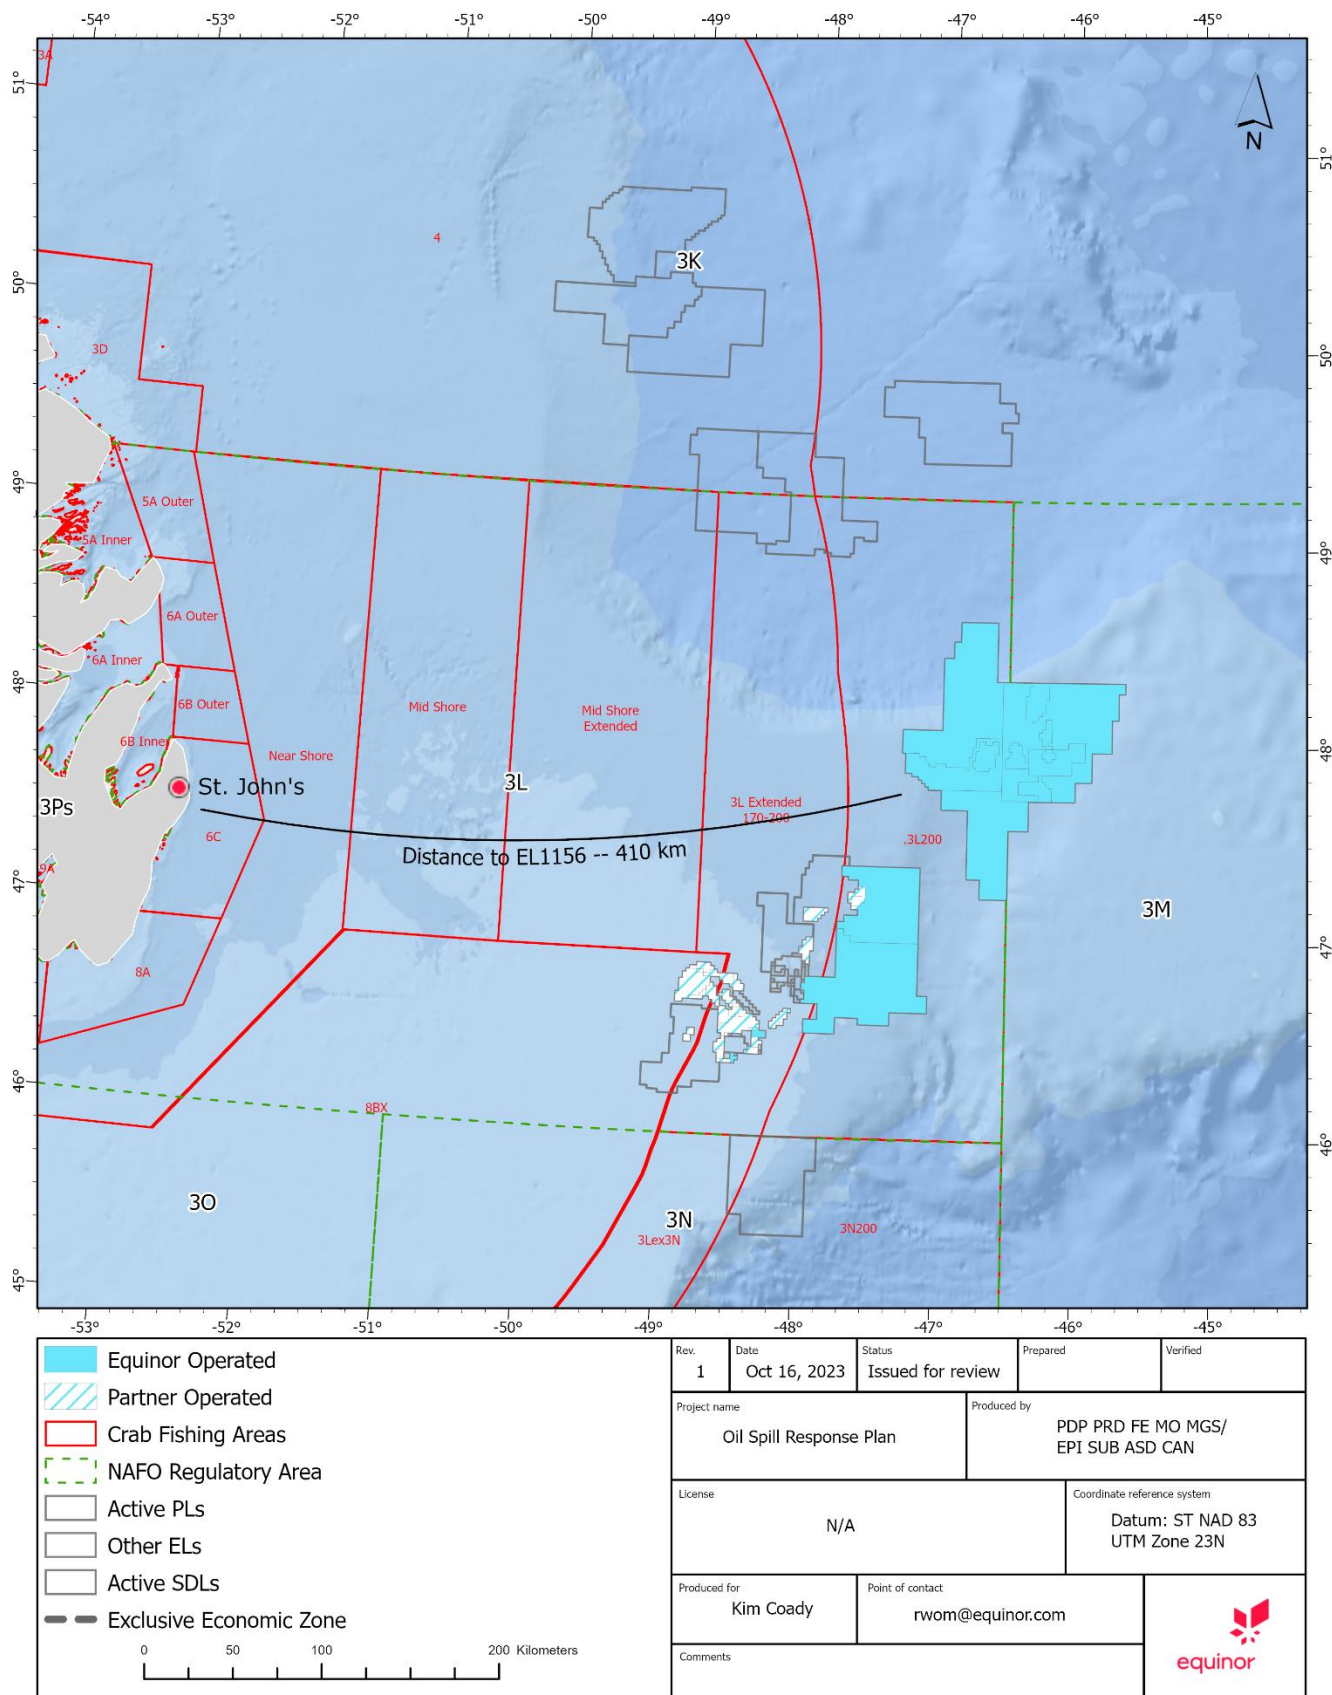 -54° -53° -52° -51° -50° -49° -48° -47° -46° -45°
3A
51°
51°
N
4
3K
50°
50°
3D
49°
49°
5A Outer
5A Inner
6A Outer
6A Inner
48°
48°
6B Outer
6B Inner
Mid Shore
Mid Shore
Extended
Near Shore
St. John's
3L
3Ps
3L Extended
170-200
6C
.3L200
Distance to EL1156 -- 410 km
9A
47°
47°
3M
8A
46°
46°
8BX
3O
3N
3Lex3N
3N200
45°
45°
-53° -52° -51° -50° -49° -48° -47° -46° -45°
Equinor Operated
Partner Operated
Crab Fishing Areas
NAFO Regulatory Area
Active PLs
Other ELs
Active SDLs
Exclusive Economic Zone
0 50 100 200 Kilometers
Rev. Date Status Prepared Verified
1 Oct 16, 2023 Issued for review
Project name
Oil Spill Response Plan
Produced by
PDP PRD FE MO MGS/
EPI SUB ASD CAN
License
N/A
Coordinate reference system
Datum: ST NAD 83
UTM Zone 23N
Produced for
Kim Coady
Point of contact
rwom@equinor.com
Comments
equinor